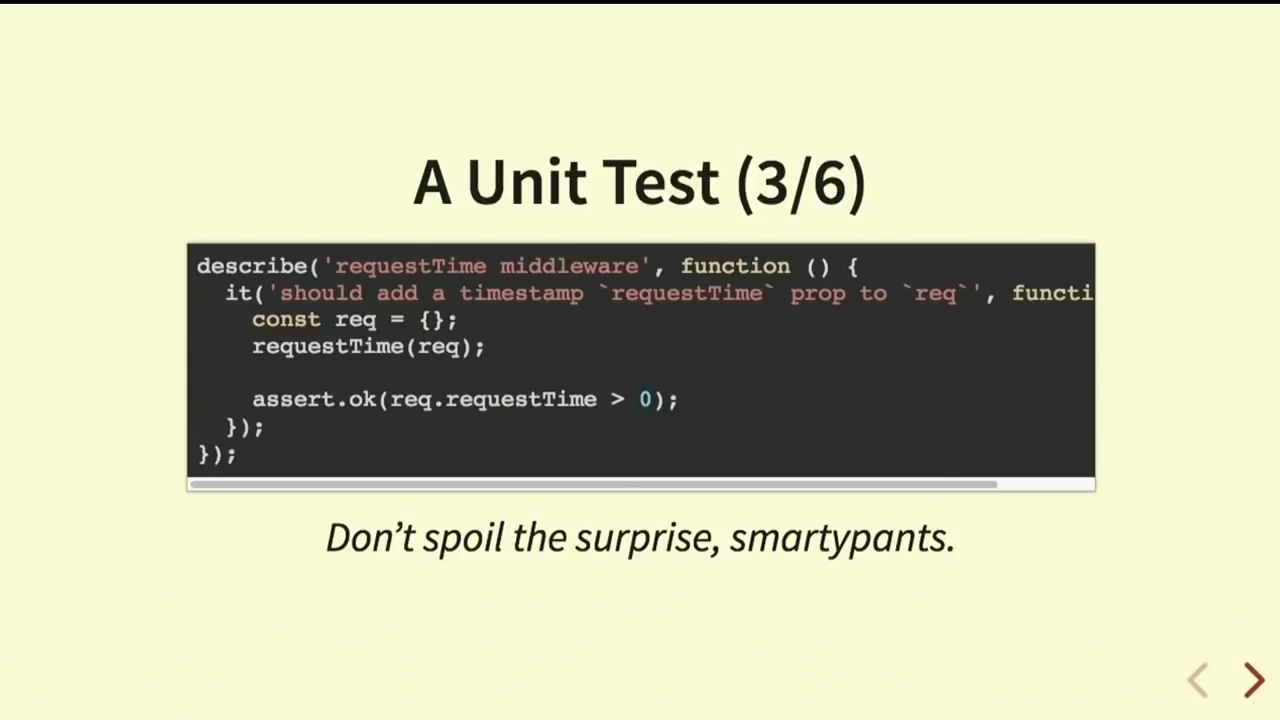 A Unit Test (3/6)
describe('requestTime middleware', function () {
  it('should add a timestamp `requestTime` prop to `req`', functi
    const req = {};
    requestTime(req);

    assert.ok(req.requestTime > 0);
  });
});
Don’t spoil the surprise, smartypants.